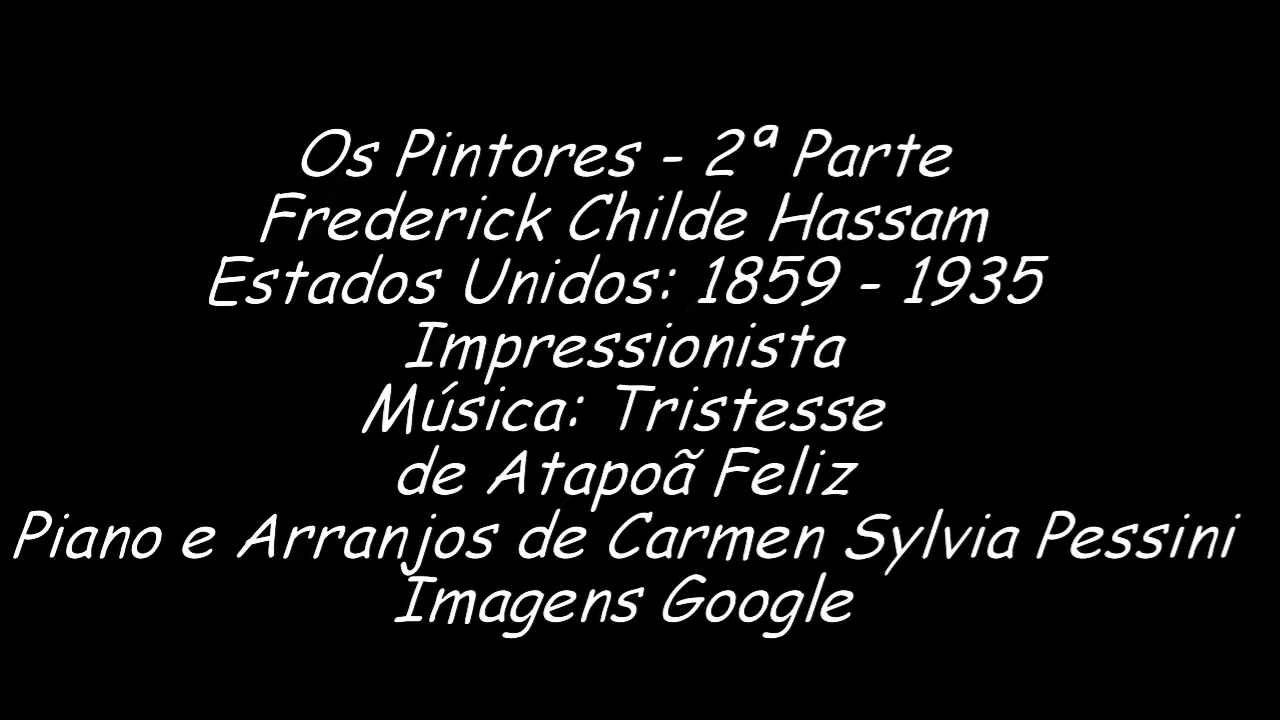 Os Pintores - 2ª Parte
Frederick Childe Hassam
Estados Unidos: 1859 - 1935
Impressionista
Música: Tristesse
de Atapoã Feliz
Piano e Arranjos de Carmen Sylvia Pessini
Imagens Google